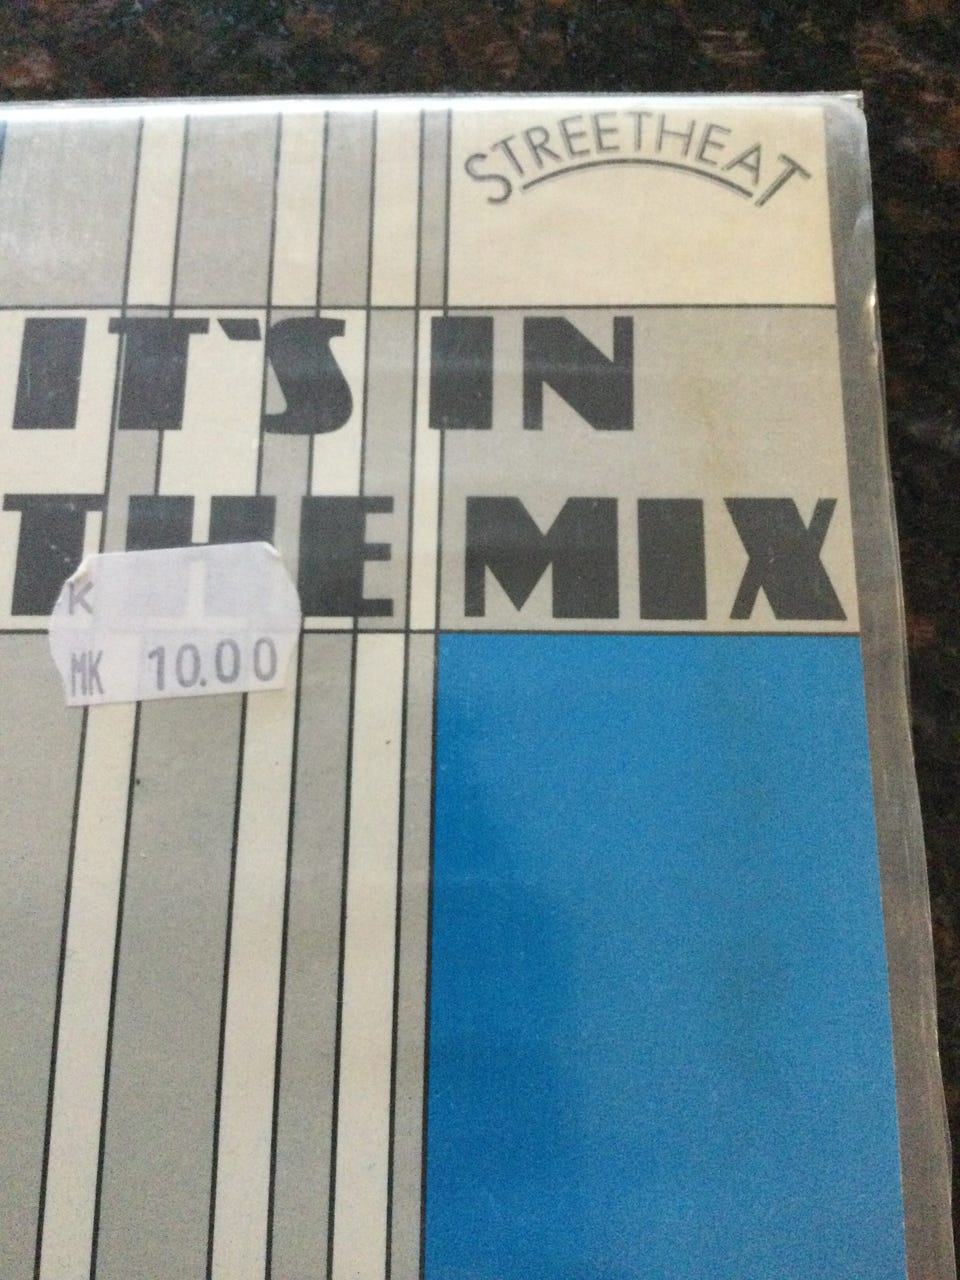 STREETHEAT
IT'S IN
THE MIX
K
MK 10.00